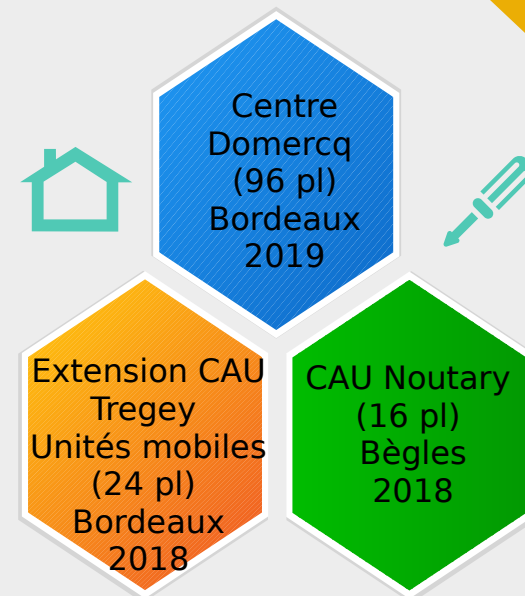 Centre
Domercq
(96 pl)
Bordeaux
2019
Extension CAU
Tregey
Unités mobiles
(24 pl)
Bordeaux
2018
CAU Noutary
(16 pl)
Bègles
2018